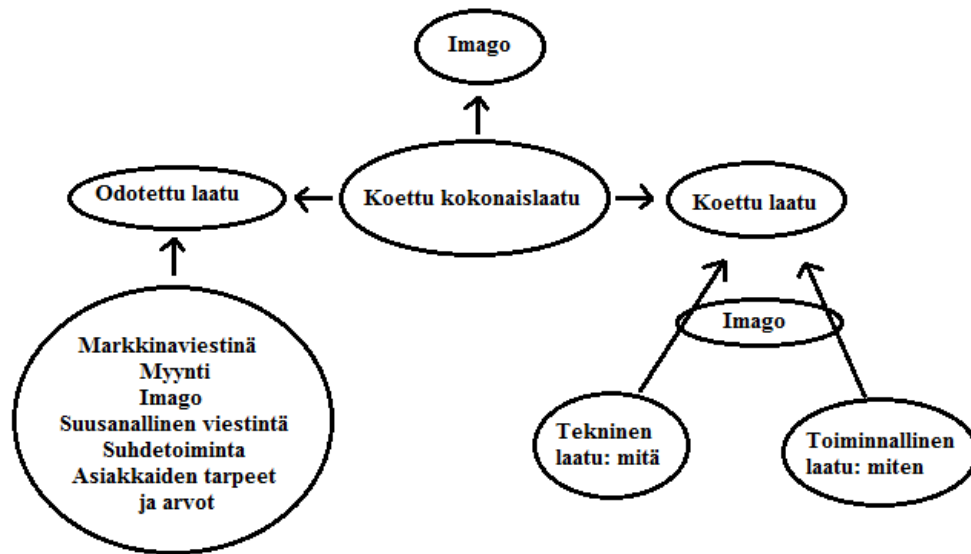 Imago
Odotettu laatu
Koettu kokonaislaatu
Koettu laatu
Markkinaviestinä
Myynti
Imago
Suusanallinen viestintä
Suhdetoiminta
Asiakkaiden tarpeet
ja arvot
Imago
Tekninen
laatu: mitä
Toiminnallinen
laatu: miten